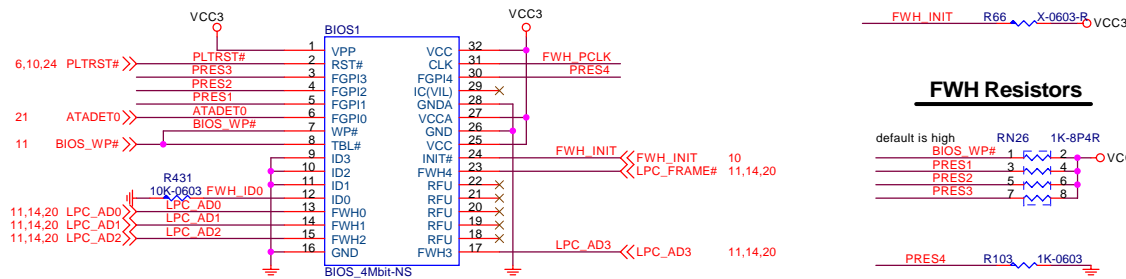 VCC3
VCC3
BIOS1
1 VPP
VCC 32
PLTRST# 2 RST#
CLK 31 FWH_PCLK
6,10,24 PLTRST#
PRES3 3 FGPI3
FGPI4 30 PRES4
PRES2 4 FGPI2
IC(VIL) 29
PRES1 5 FGPI1
GNDA 28
21 ATADET0 ATADET0 6 FGPI0
VCCA 27
BIOS_WP# 7 WP#
GND 26
11 BIOS_WP# 8 TBL#
VCC 25
9 ID3
INIT# 24 FWH_INIT FWH_INIT 10
10 ID2
FWH4 23 LPC_FRAME# 11,14,20
R431
11 ID1
RFU 22
10K-0603 FWH_ID0 12 ID0
RFU 21
11,14,20 LPC_AD0 LPC_AD0 13 FWH0
RFU 20
11,14,20 LPC_AD1 LPC_AD1 14 FWH1
RFU 19
11,14,20 LPC_AD2 LPC_AD2 15 FWH2
RFU 18
16 GND
FWH3 17 LPC_AD3 LPC_AD3 11,14,20
BIOS_4Mbit-NS
FWH_INIT R66 X-0603-R VCC3
FWH Resistors
default is high RN26 1K-8P4R
BIOS_WP# 1 2 VC
PRES1 3 4
PRES2 5 6
PRES3 7 8
PRES4 R103 1K-0603